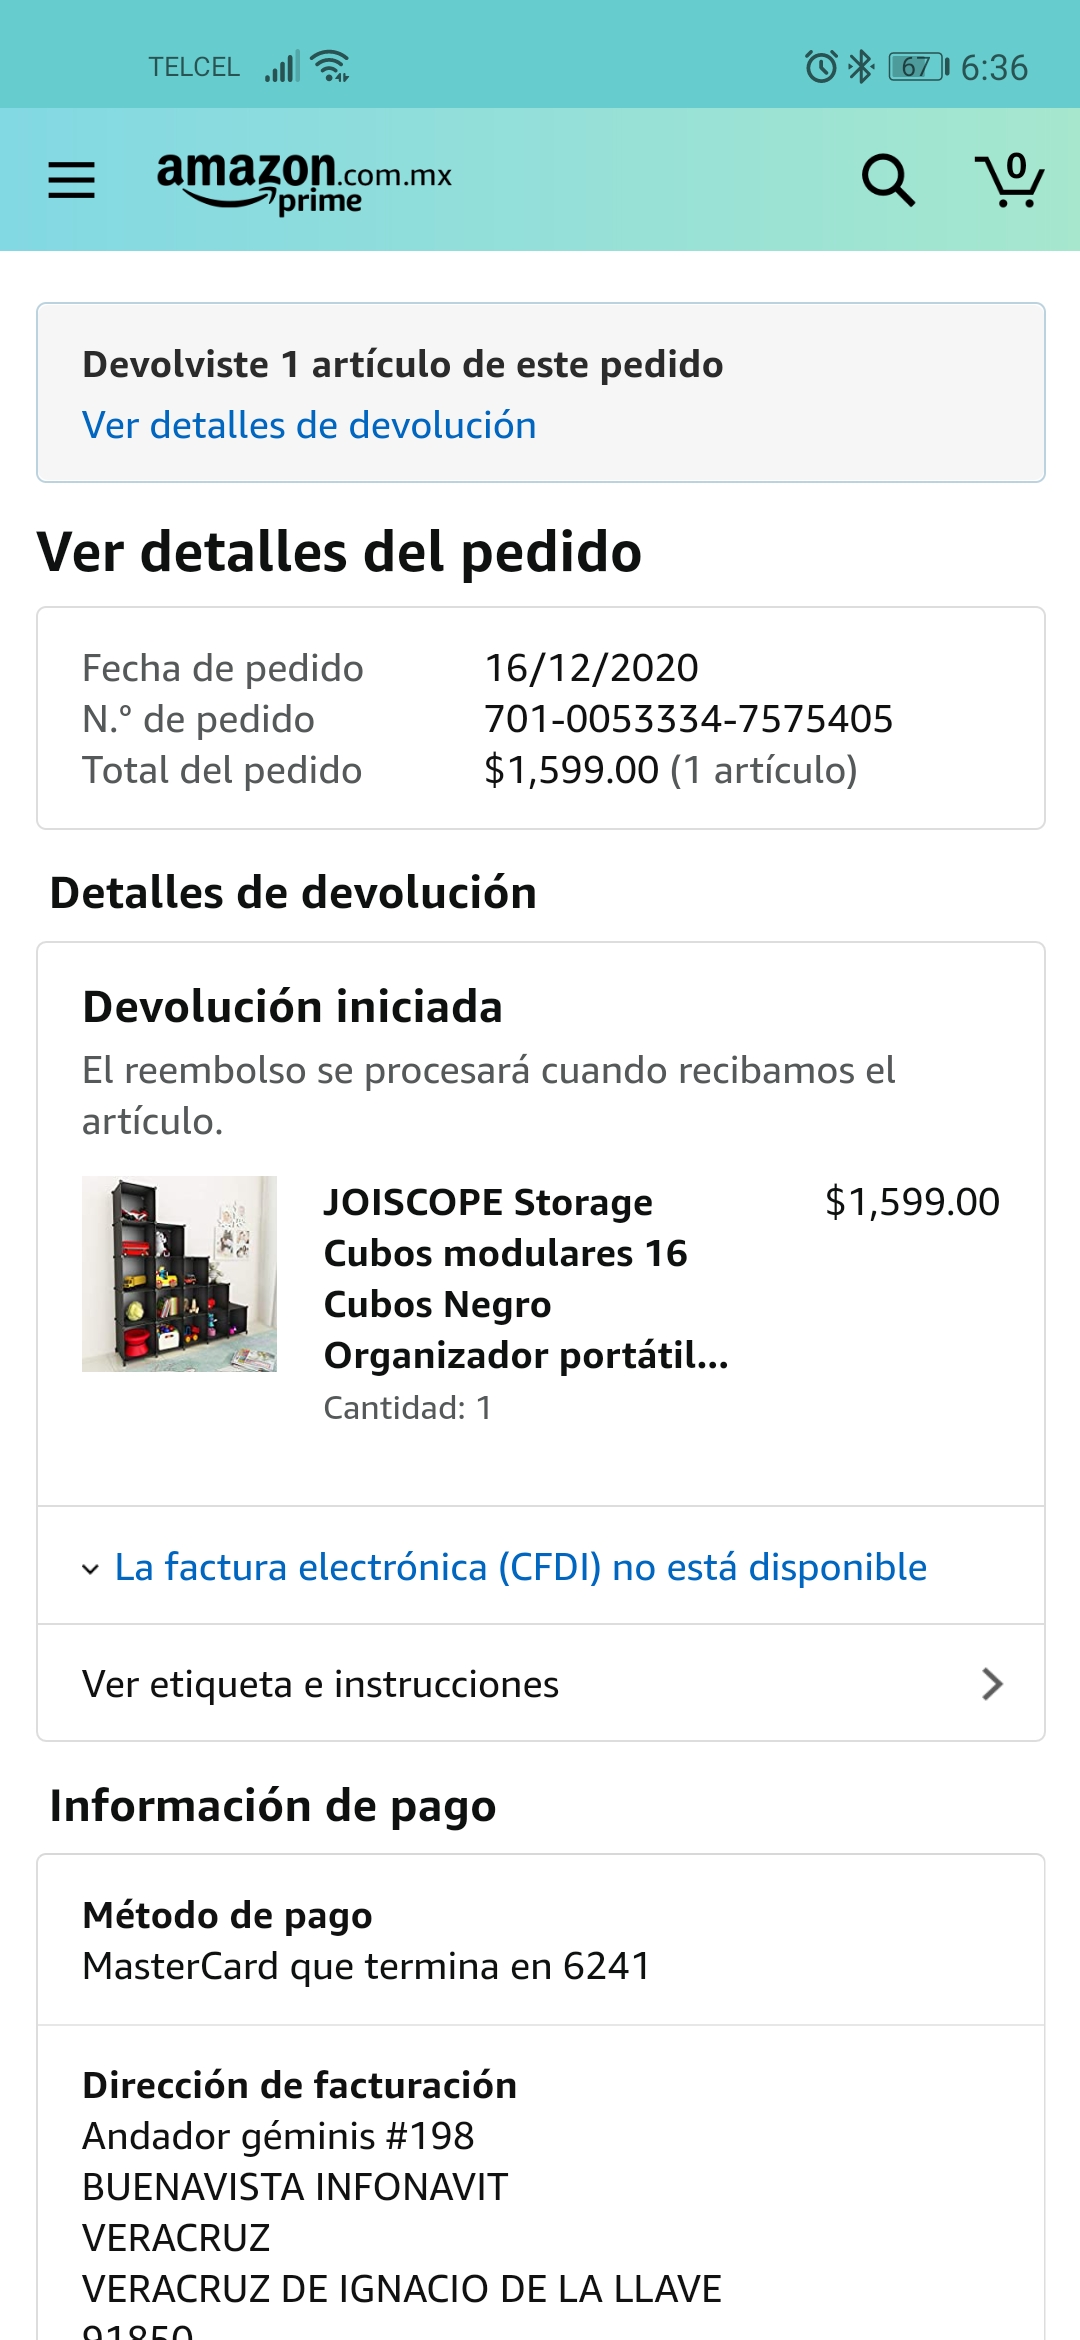 TELCEL 67 6:36
amazon.com.mx
prime
0
Devolviste 1 artículo de este pedido
Ver detalles de devolución
Ver detalles del pedido
Fecha de pedido 16/12/2020
N.º de pedido 701-0053334-7575405
Total del pedido $1,599.00 (1 artículo)
Detalles de devolución
Devolución iniciada
El reembolso se procesará cuando recibamos el
artículo.
JOISCOPE Storage $1,599.00
Cubos modulares 16
Cubos Negro
Organizador portátil...
Cantidad: 1
La factura electrónica (CFDI) no está disponible
Ver etiqueta e instrucciones
Información de pago
Método de pago
MasterCard que termina en 6241
Dirección de facturación
Andador géminis #198
BUENAVISTA INFONAVIT
VERACRUZ
VERACRUZ DE IGNACIO DE LA LLAVE
91850